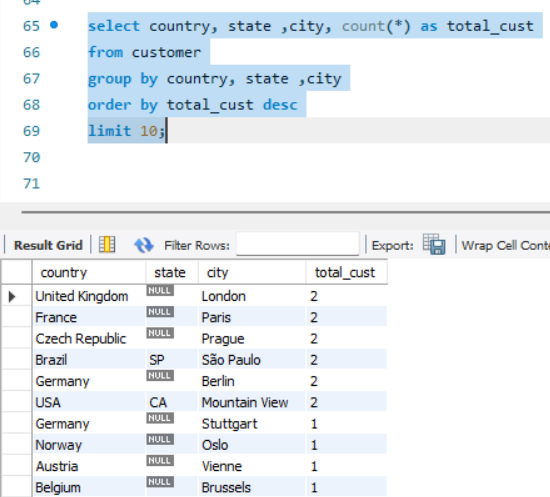 64
65 select country, state ,city, count(*) as total_cust
66 from customer
67 group by country, state ,city
68 order by total_cust desc
69 limit 10;
70
71
Result Grid Filter Rows: Export: Wrap Cell Conte
country state city total_cust
United Kingdom NULL London 2
France NULL Paris 2
Czech Republic NULL Prague 2
Brazil SP São Paulo 2
Germany NULL Berlin 2
USA CA Mountain View 2
Germany NULL Stuttgart 1
Norway NULL Oslo 1
Austria NULL Vienne 1
Belgium NULL Brussels 1